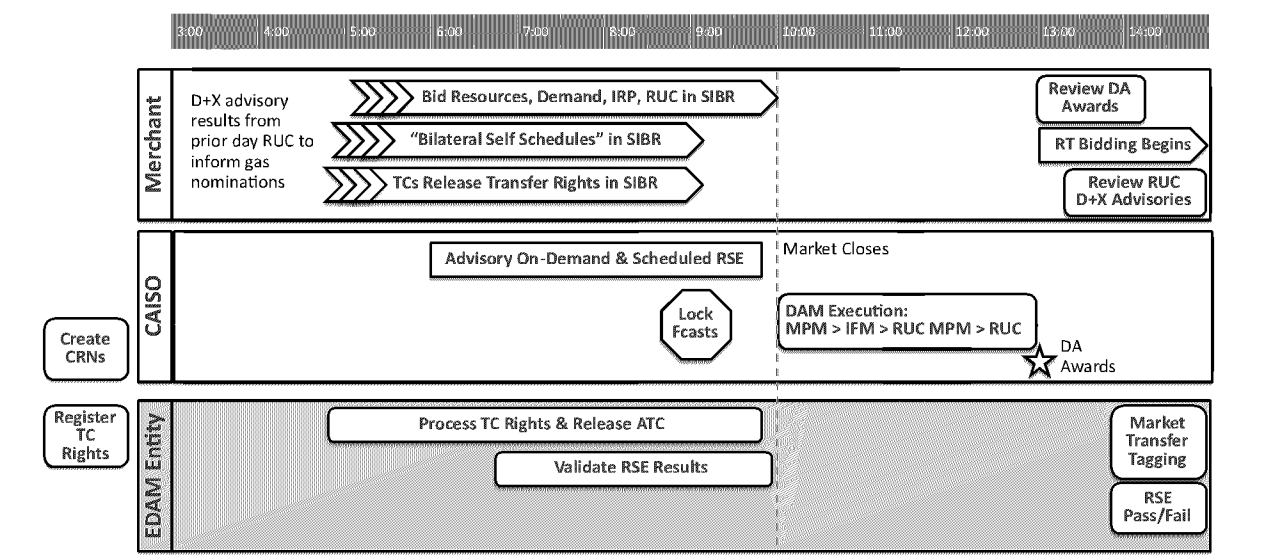 3:00 4:00 5:00 6:00 7:00 8:00 9:00 10:00 11:00 12:00 13:00 14:00
Merchant
D+X advisory
results from
prior day RUC to
inform gas
nominations
Bid Resources, Demand, IRP, RUC in SIBR
“Bilateral Self Schedules” in SIBR
TCs Release Transfer Rights in SIBR
Review DA
Awards
RT Bidding Begins
Review RUC
D+X Advisories
CAISO
Create
CRNs
Advisory On-Demand & Scheduled RSE
Lock
Fcasts
Market Closes
DAM Execution:
MPM > IFM > RUC MPM > RUC
DA
Awards
EDAM Entity
Register
TC
Rights
Process TC Rights & Release ATC
Validate RSE Results
Market
Transfer
Tagging
RSE
Pass/Fail